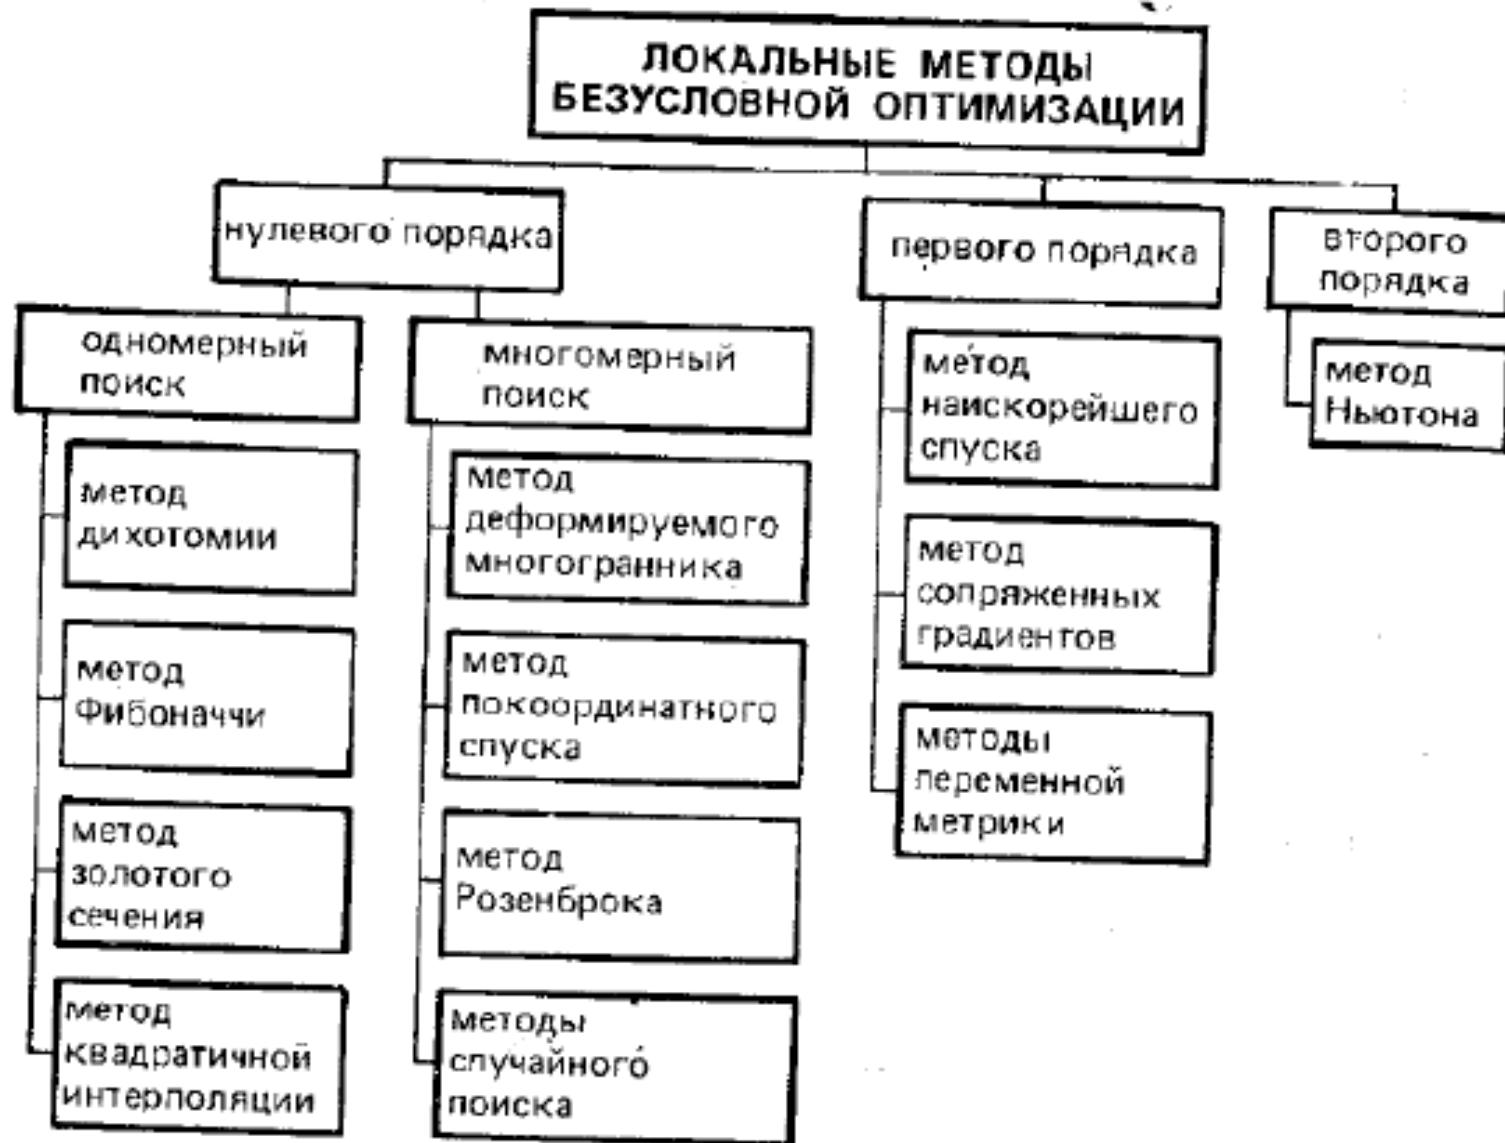 ЛОКАЛЬНЫЕ МЕТОДЫ
БЕЗУСЛОВНОЙ ОПТИМИЗАЦИИ
нулевого порядка
первого порядка
второго
порядка
одномерный
поиск
многомерный
поиск
метод
дихотомии
метод
Фибоначчи
метод
золотого
сечения
метод
квадратичной
интерполяции
метод
деформируемого
многогранника
метод
покоординатного
спуска
метод
Розенброка
методы
случайного
поиска
метод
наискорейшего
спуска
метод
сопряженных
градиентов
методы
переменной
метрики
метод
Ньютона